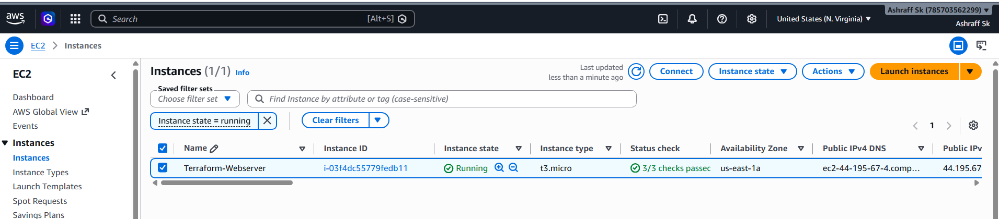 aws
Search
[Alt+S]
United States (N. Virginia)
Ashraff Sk (785703562299)
Ashraff Sk
EC2
Instances
EC2
Dashboard
AWS Global View
Events
Instances
Instances
Instance Types
Launch Templates
Spot Requests
Savings Plans
Instances (1/1) Info
Last updated
less than a minute ago
Connect
Instance state
Actions
Launch instances
Saved filter sets
Choose filter set
Find Instance by attribute or tag (case-sensitive)
Instance state = running
Clear filters
1
Name Instance ID Instance state Instance type Status check Availability Zone Public IPv4 DNS Public IPv
Terraform-Webserver i-03f4dc55779fedb11 Running t3.micro 3/3 checks passed us-east-1a ec2-44-195-67-4.comp… 44.195.67